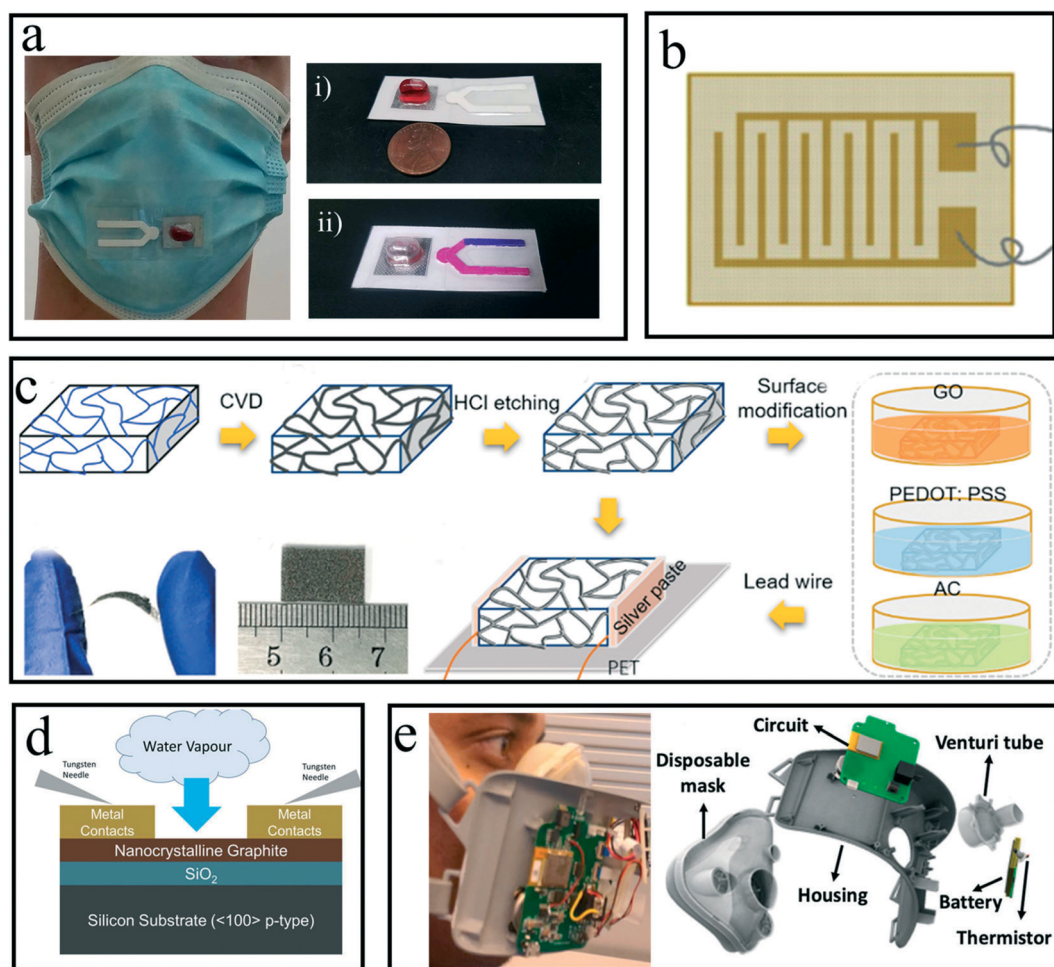 a
i)
ii)
b
c
CVD
HCl etching
Surface
modification
GO
PEDOT: PSS
AC
Lead wire
Silver paste
PET
5 6 7
d
Water Vapour
Tungsten
Needle
Tungsten
Needle
Metal
Contacts
Metal
Contacts
Nanocrystalline Graphite
SiO₂
Silicon Substrate (<100> p-type)
e
Circuit
Venturi tube
Disposable
mask
Housing
Battery
Thermistor